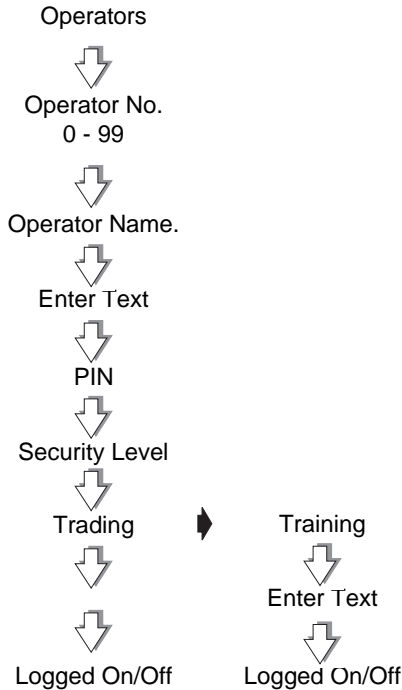 Operators
Operator No.
0 - 99
Operator Name.
Enter Text
PIN
Security Level
Trading
Training
Enter Text
Logged On/Off
Logged On/Off